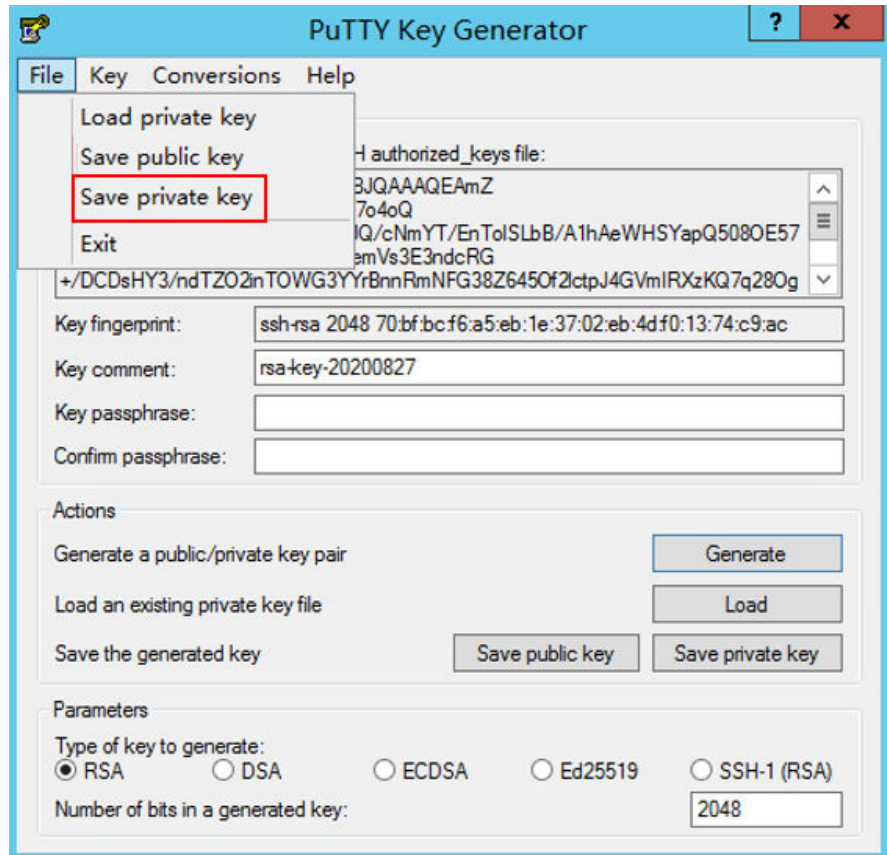 PuTTY Key Generator
? X
File Key Conversions Help
Load private key
Save public key
Save private key
Exit
H authorized_keys file:
BJQAAAQEAmZ
7o4oQ
IQ/cNmYT/EnTolSLbB/A1hAeWHSYapQ508OE57
emVs3E3ndcRG
+/DCDsHY3/ndTZO2inTOWG3YYrBnnRmNFG38Z645Of2lctpJ4GVmlRXzKQ7q28Og
Key fingerprint: ssh-rsa 2048 70:bf:bc:f6:a5:eb:1e:37:02:eb:4d:f0:13:74:c9:ac
Key comment: rsa-key-20200827
Key passphrase:
Confirm passphrase:
Actions
Generate a public/private key pair Generate
Load an existing private key file Load
Save the generated key Save public key Save private key
Parameters
Type of key to generate:
RSA DSA ECDSA Ed25519 SSH-1 (RSA)
Number of bits in a generated key: 2048